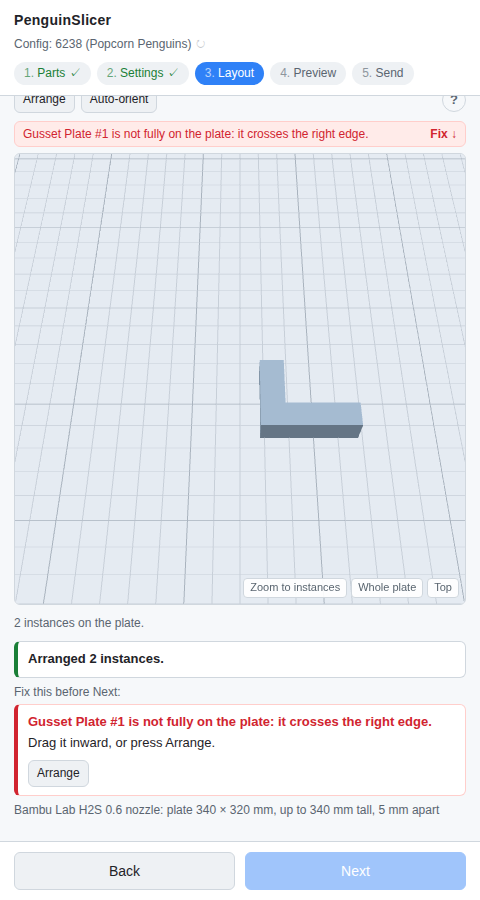 PenguinSlicer
Config: 6238 (Popcorn Penguins)
1. Parts ✓ 2. Settings ✓ 3. Layout 4. Preview 5. Send
Arrange Auto-orient ?
Gusset Plate #1 is not fully on the plate: it crosses the right edge. Fix ↓
Zoom to instances Whole plate Top
2 instances on the plate.
Arranged 2 instances.
Fix this before Next:
Gusset Plate #1 is not fully on the plate: it crosses the right edge.
Drag it inward, or press Arrange.
Arrange
Bambu Lab H2S 0.6 nozzle: plate 340 × 320 mm, up to 340 mm tall, 5 mm apart
Back Next